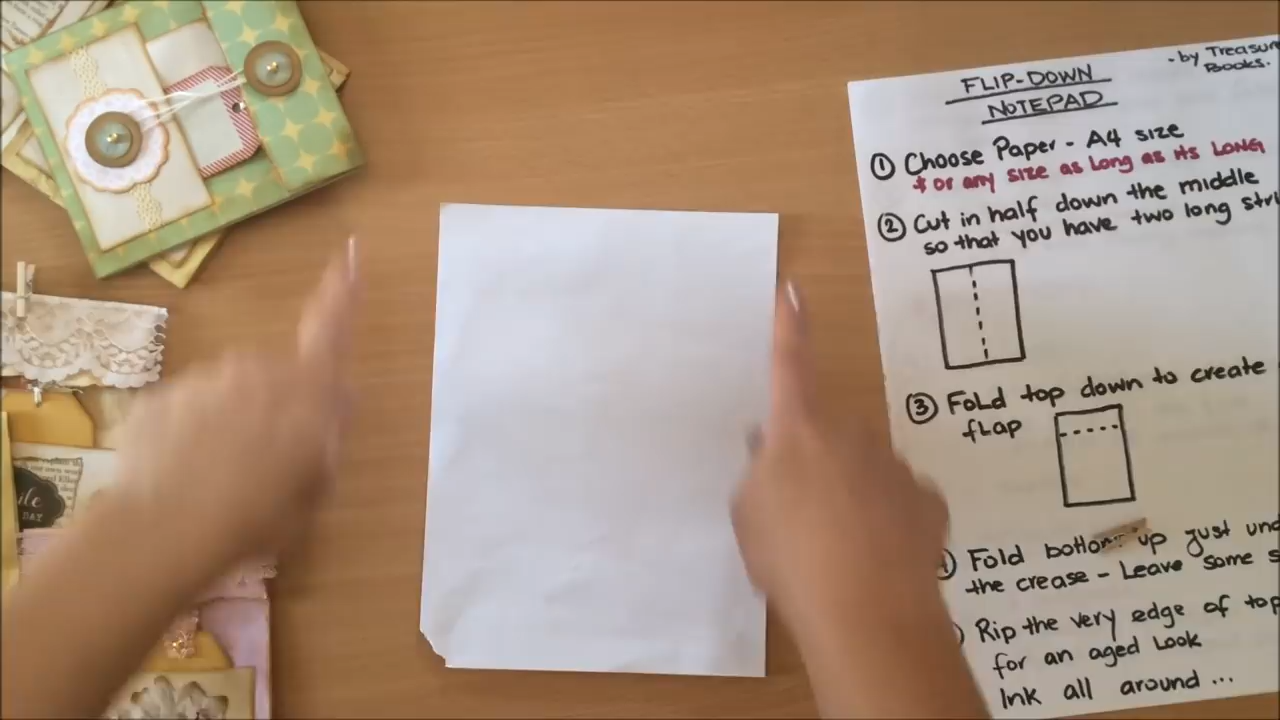 - by Treasure
Books.
FLIP-DOWN
NOTEPAD
① Choose Paper - A4 size
* or any size as Long as its LONG
② Cut in half down the middle
so that you have two long
③ Fold top down to create
flap
Fold bottom up just
the crease - Leave some
Rip the very edge of top
for an aged Look
Ink all around ...